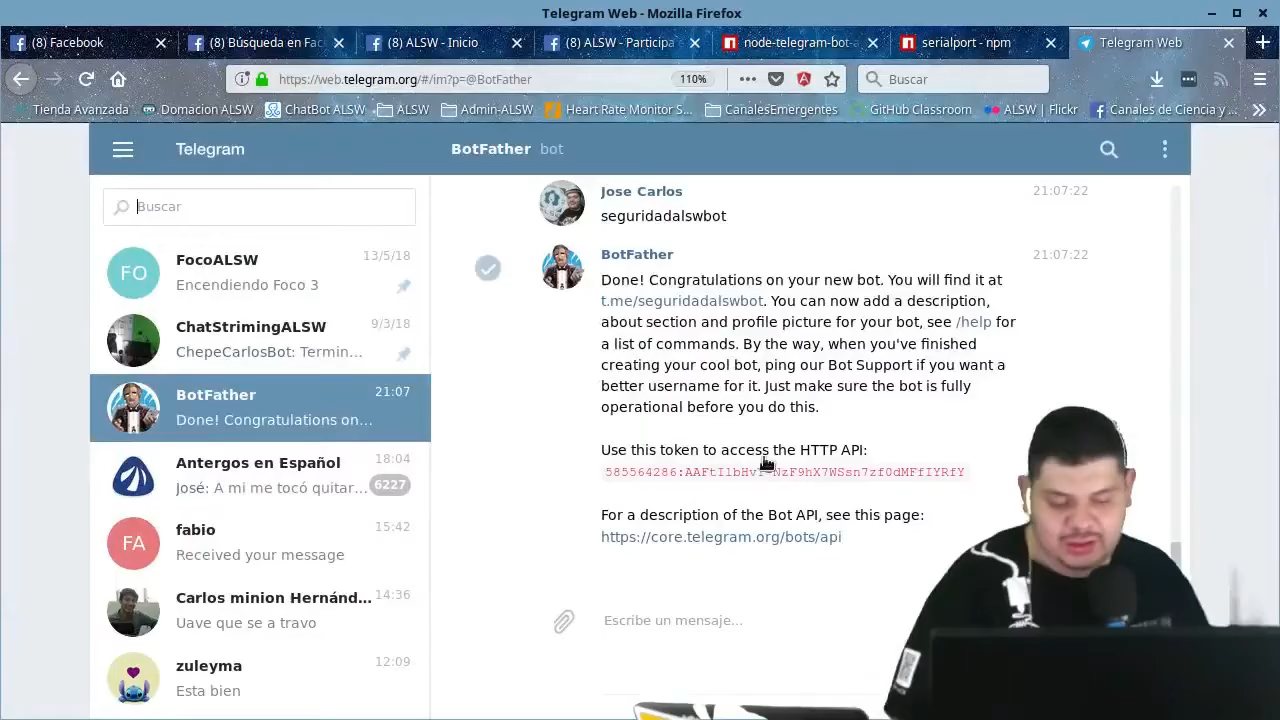 Telegram Web - Mozilla Firefox
(8) Facebook
(8) Búsqueda en Fac
(8) ALSW - Inicio
(8) ALSW - Participa
node-telegram-bot-a
serialport - npm
Telegram Web
https://web.telegram.org/#/im?p=@BotFather
110%
Buscar
Tienda Avanzada
Domacion ALSW
ChatBot ALSW
ALSW
Admin-ALSW
Heart Rate Monitor S...
CanalesEmergentes
GitHub Classroom
ALSW | Flickr
Canales de Ciencia y ...
Telegram
BotFather bot
Buscar
FO
FocoALSW 13/5/18
Encendiendo Foco 3
ChatStrimingALSW 9/3/18
ChepeCarlosBot: Termin...
BotFather 21:07
Done! Congratulations on...
Antergos en Español 18:04
José: A mi me tocó quitar... 6227
FA
fabio 15:42
Received your message
Carlos minion Hernánd... 14:36
Uave que se a travo
zuleyma 12:09
Esta bien
Jose Carlos 21:07:22
seguridadalswbot
BotFather 21:07:22
Done! Congratulations on your new bot. You will find it at
t.me/seguridadalswbot. You can now add a description,
about section and profile picture for your bot, see /help for
a list of commands. By the way, when you've finished
creating your cool bot, ping our Bot Support if you want a
better username for it. Just make sure the bot is fully
operational before you do this.
Use this token to access the HTTP API:
For a description of the Bot API, see this page:
https://core.telegram.org/bots/api
Escribe un mensaje...